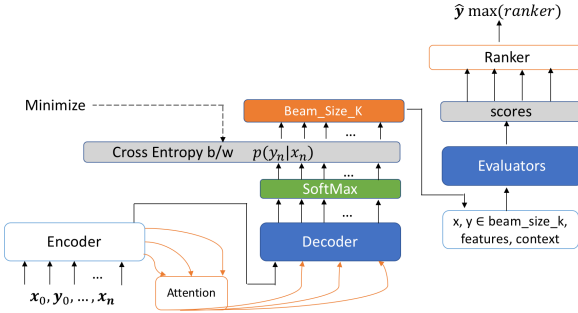 ŷ max(ranker)
Ranker
scores
Evaluators
x, y ∈ beam_size_k,
features, context
Minimize
Beam_Size_K
...
Cross Entropy b/w p(yₙ|xₙ)
...
SoftMax
...
Decoder
Encoder
...
Attention
x₀, y₀, ..., xₙ